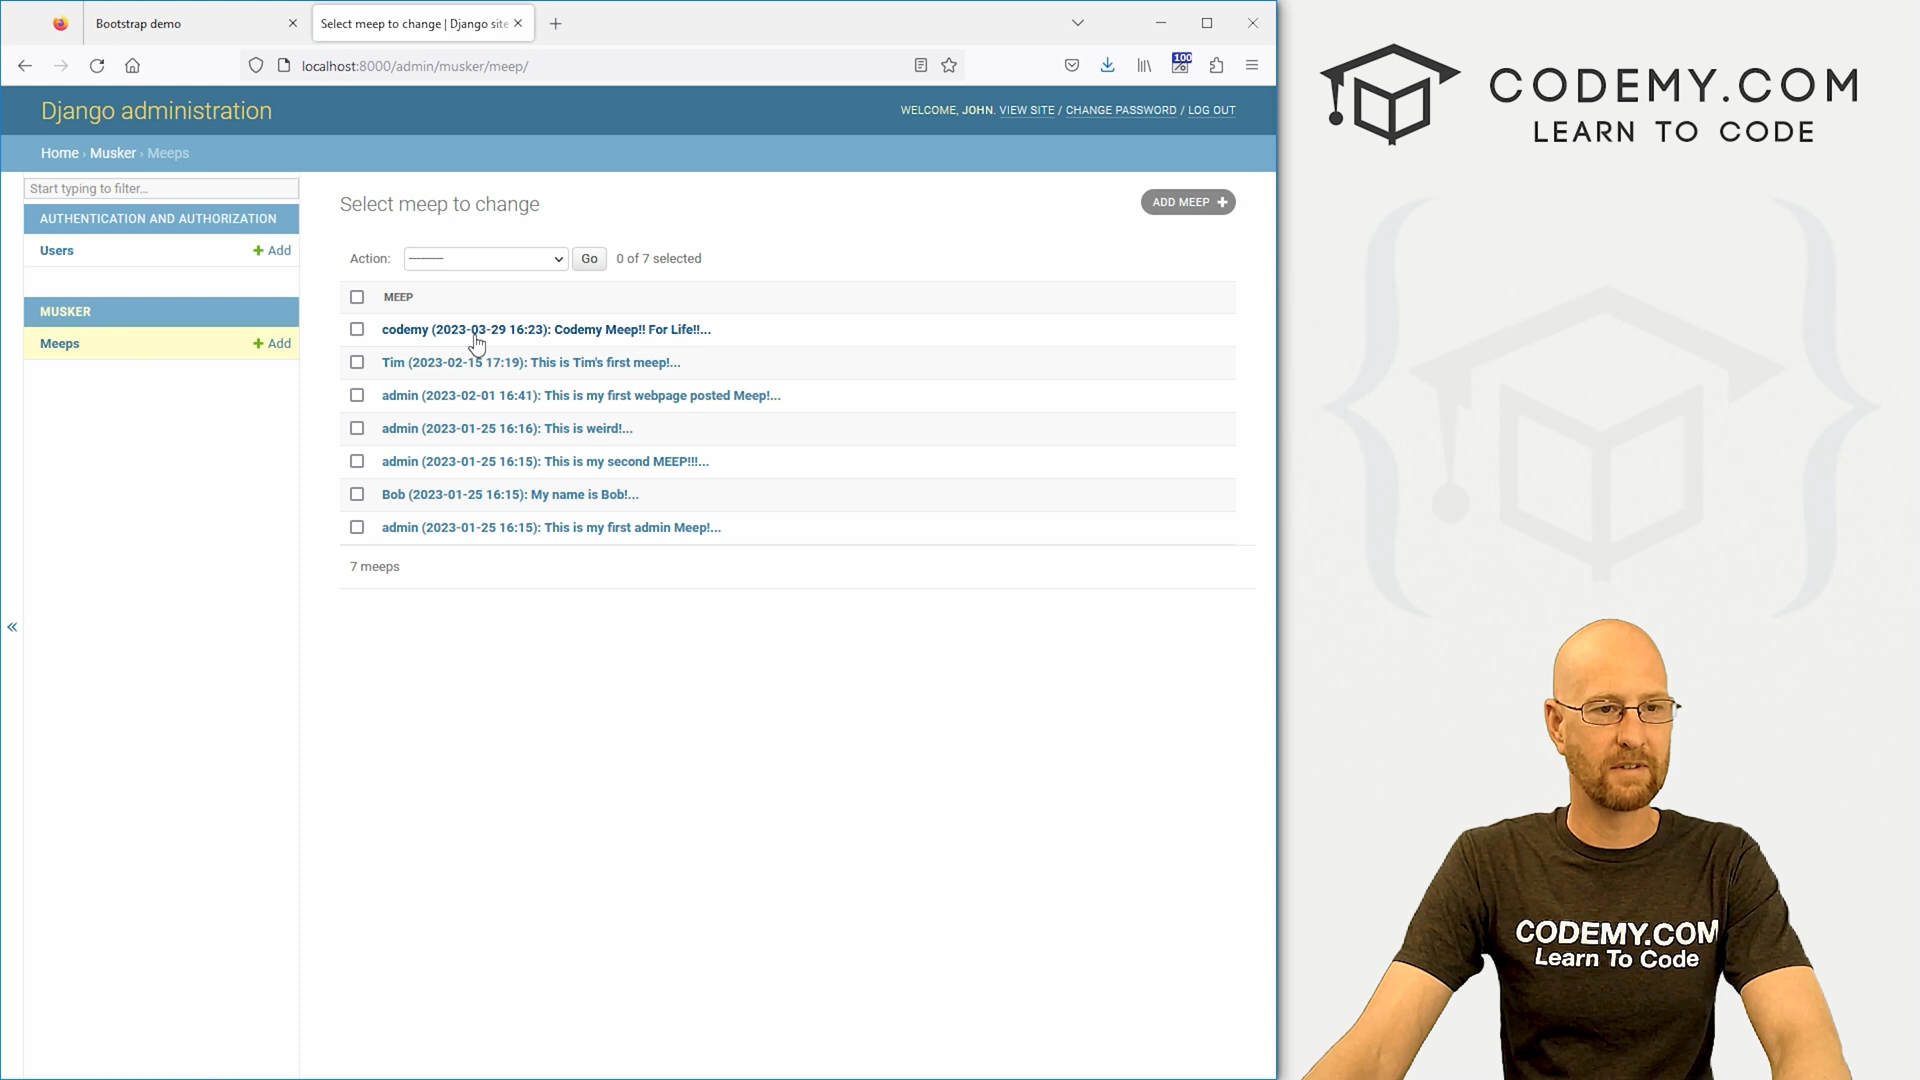 Bootstrap demo
Select meep to change | Django site
localhost:8000/admin/musker/meep/
100
Django administration
WELCOME, JOHN. VIEW SITE / CHANGE PASSWORD / LOG OUT
Home › Musker › Meeps
Start typing to filter...
AUTHENTICATION AND AUTHORIZATION
Users
+ Add
MUSKER
Meeps
+ Add
Select meep to change
ADD MEEP +
Action:
---------
Go
0 of 7 selected
MEEP
codemy (2023-03-29 16:23): Codemy Meep!! For Life!!...
Tim (2023-02-15 17:19): This is Tim's first meep!...
admin (2023-02-01 16:41): This is my first webpage posted Meep!...
admin (2023-01-25 16:16): This is weird!...
admin (2023-01-25 16:15): This is my second MEEP!!!...
Bob (2023-01-25 16:15): My name is Bob!...
admin (2023-01-25 16:15): This is my first admin Meep!...
7 meeps
«
CODEMY.COM
LEARN TO CODE
CODEMY.COM
Learn To Code